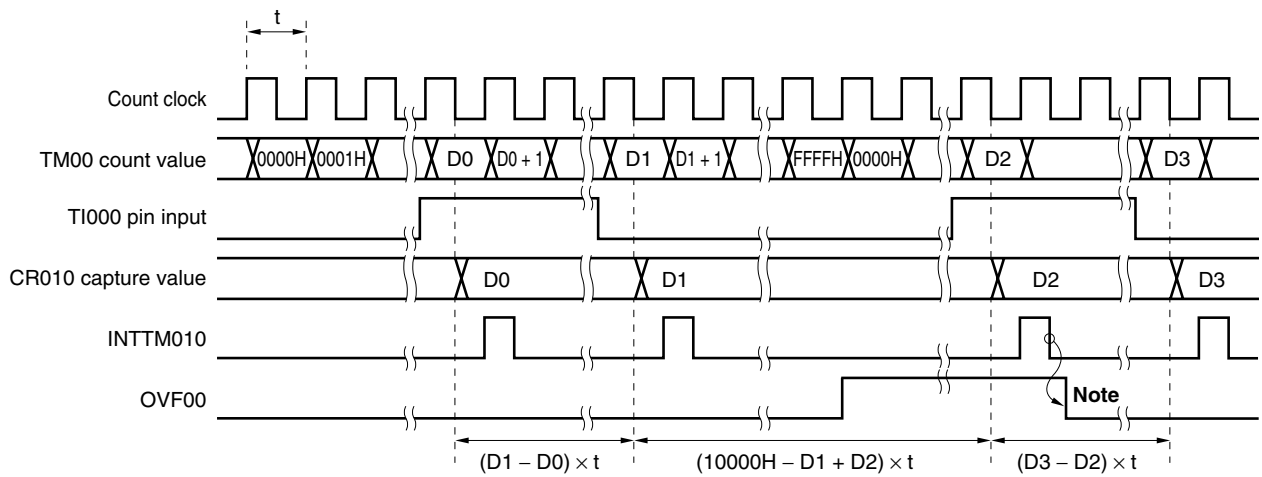 t
Count clock
TM00 count value 0000H 0001H D0 D0 + 1 D1 D1 + 1 FFFFH 0000H D2 D3
TI000 pin input
CR010 capture value D0 D1 D2 D3
INTTM010
OVF00 Note
(D1 − D0) × t (10000H − D1 + D2) × t (D3 − D2) × t